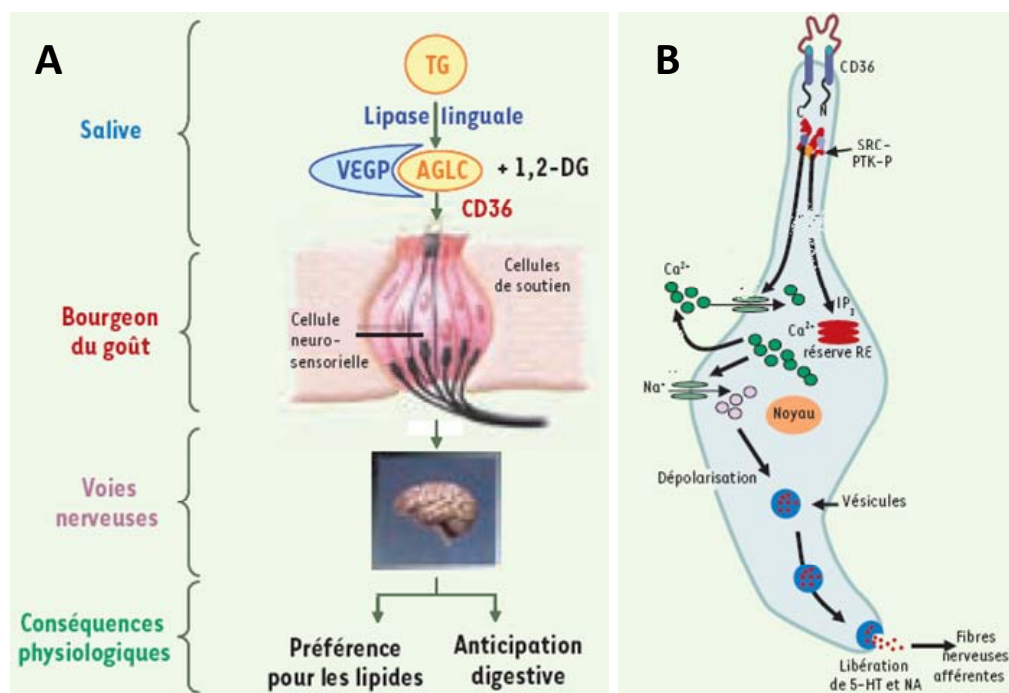 A
TG
Salive
Lipase linguale
VEGP
AGLC
+ 1,2-DG
CD36
Bourgeon
du goût
Cellules
de soutien
Cellule
neuro-
sensorielle
Voies
nerveuses
Conséquences
physiologiques
Préférence
pour les lipides
Anticipation
digestive
B
CD36
C N
SRC-
PTK-P
Ca²⁺
IP₃
Ca²⁺
réserve RE
Na⁺
Noyau
Dépolarisation
Vésicules
Libération
de 5-HT et NA
Fibres
nerveuses
afférentes